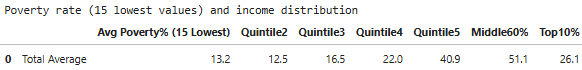 Poverty rate (15 lowest values) and income distribution
Avg Poverty% (15 Lowest) Quintile2 Quintile3 Quintile4 Quintile5 Middle60% Top10%
0 Total Average 13.2 12.5 16.5 22.0 40.9 51.1 26.1